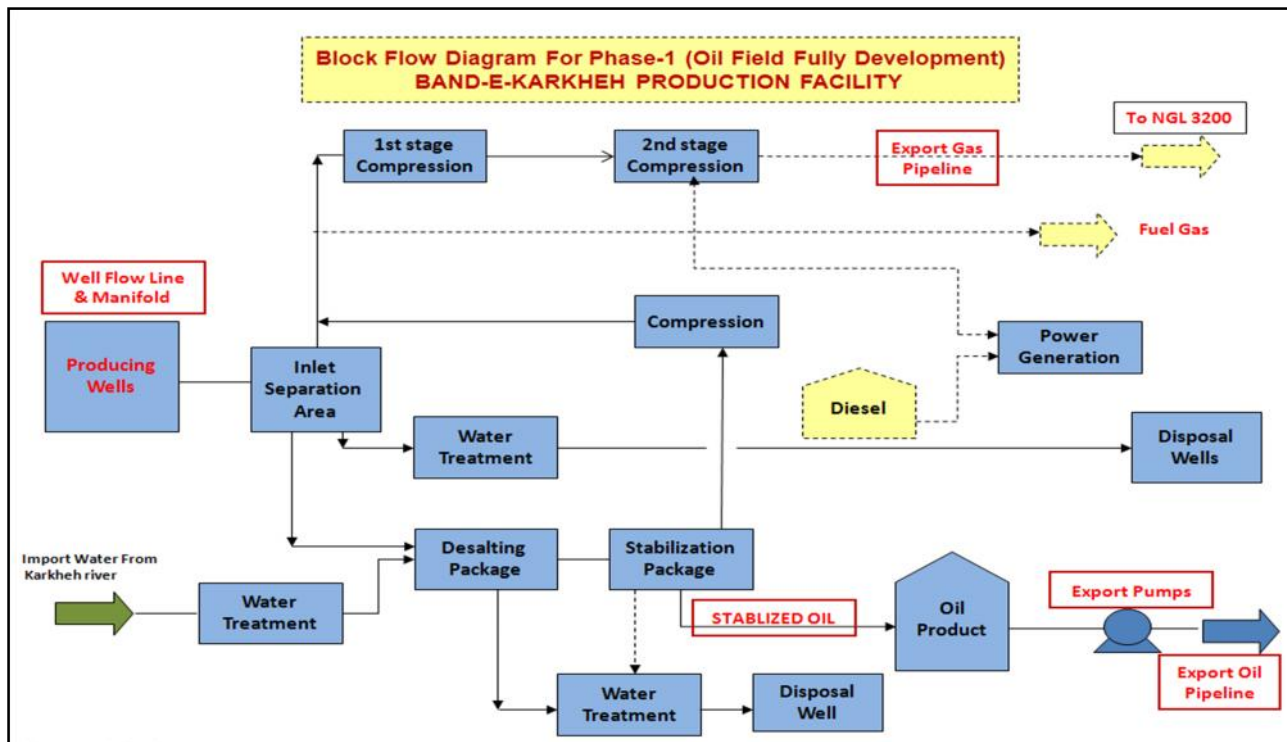 Block Flow Diagram For Phase-1 (Oil Field Fully Development)
BAND-E-KARKHEH PRODUCTION FACILITY
To NGL 3200
1st stage
Compression
2nd stage
Compression
Export Gas
Pipeline
Fuel Gas
Well Flow Line
& Manifold
Producing
Wells
Inlet
Separation
Area
Compression
Power
Generation
Diesel
Water
Treatment
Disposal
Wells
Import Water From
Karkheh river
Water
Treatment
Desalting
Package
Stabilization
Package
STABLIZED OIL
Oil
Product
Export Pumps
Export Oil
Pipeline
Water
Treatment
Disposal
Well